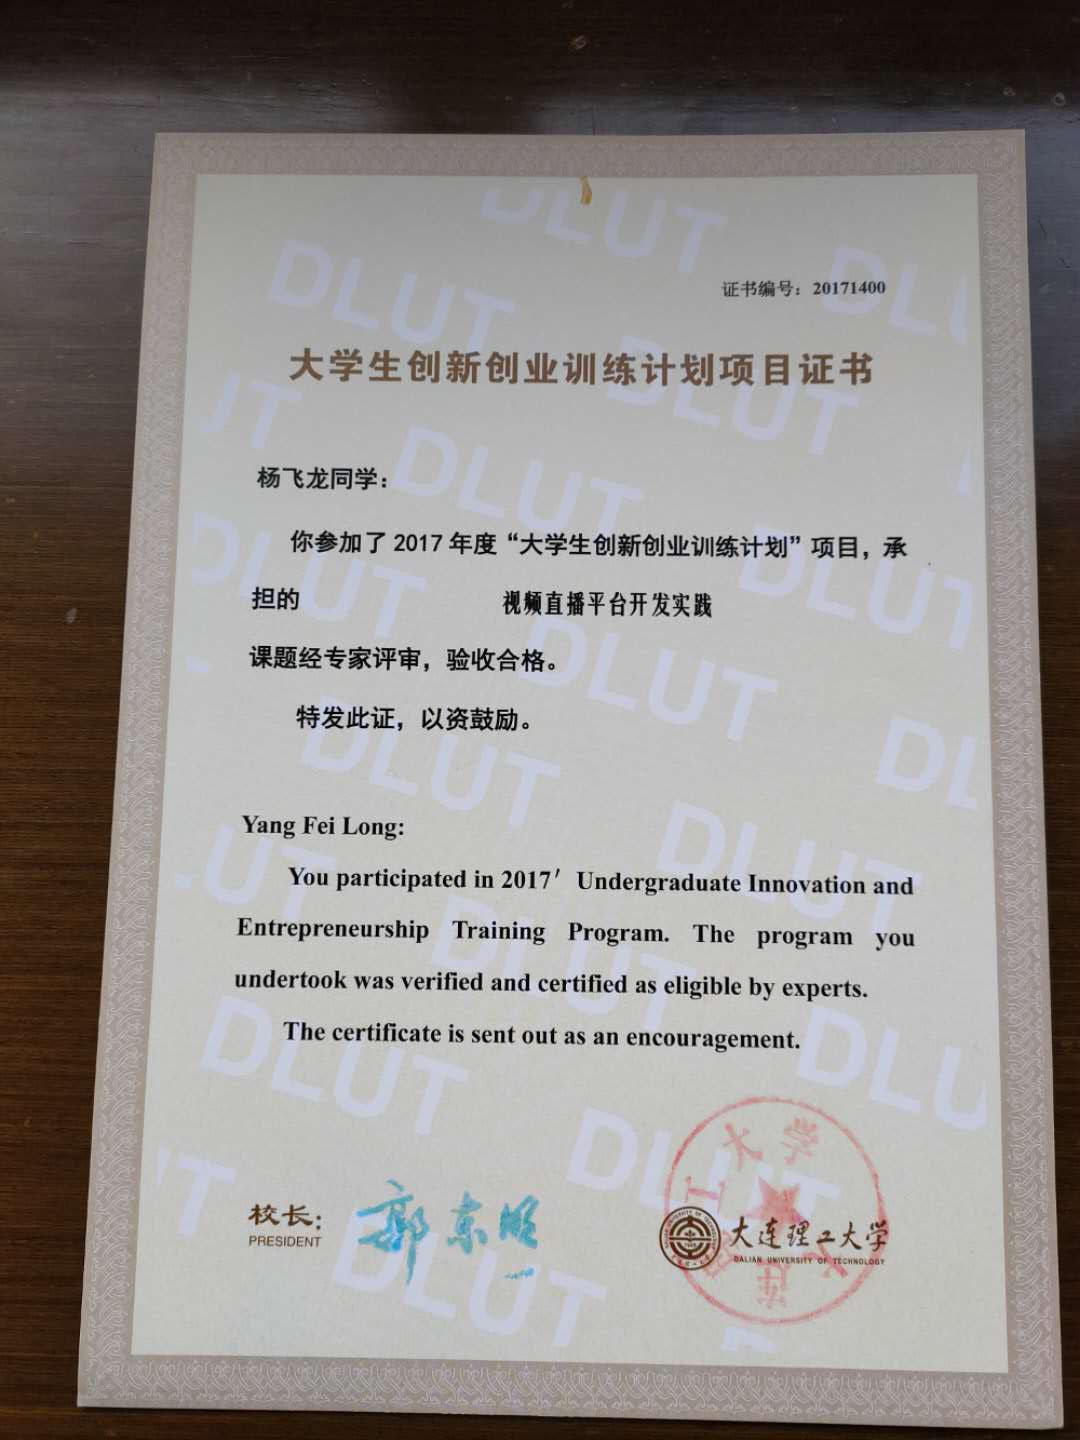 证书编号：20171400
大学生创新创业训练计划项目证书
杨飞龙同学：
你参加了 2017 年度“大学生创新创业训练计划”项目，承
担的 视频直播平台开发实践
课题经专家评审，验收合格。
特发此证，以资鼓励。
Yang Fei Long:
You participated in 2017′ Undergraduate Innovation and
Entrepreneurship Training Program. The program you
undertook was verified and certified as eligible by experts.
The certificate is sent out as an encouragement.
校长： 郭东明
PRESIDENT
大连理工大学
DALIAN UNIVERSITY OF TECHNOLOGY
大连理工大学
DLUT